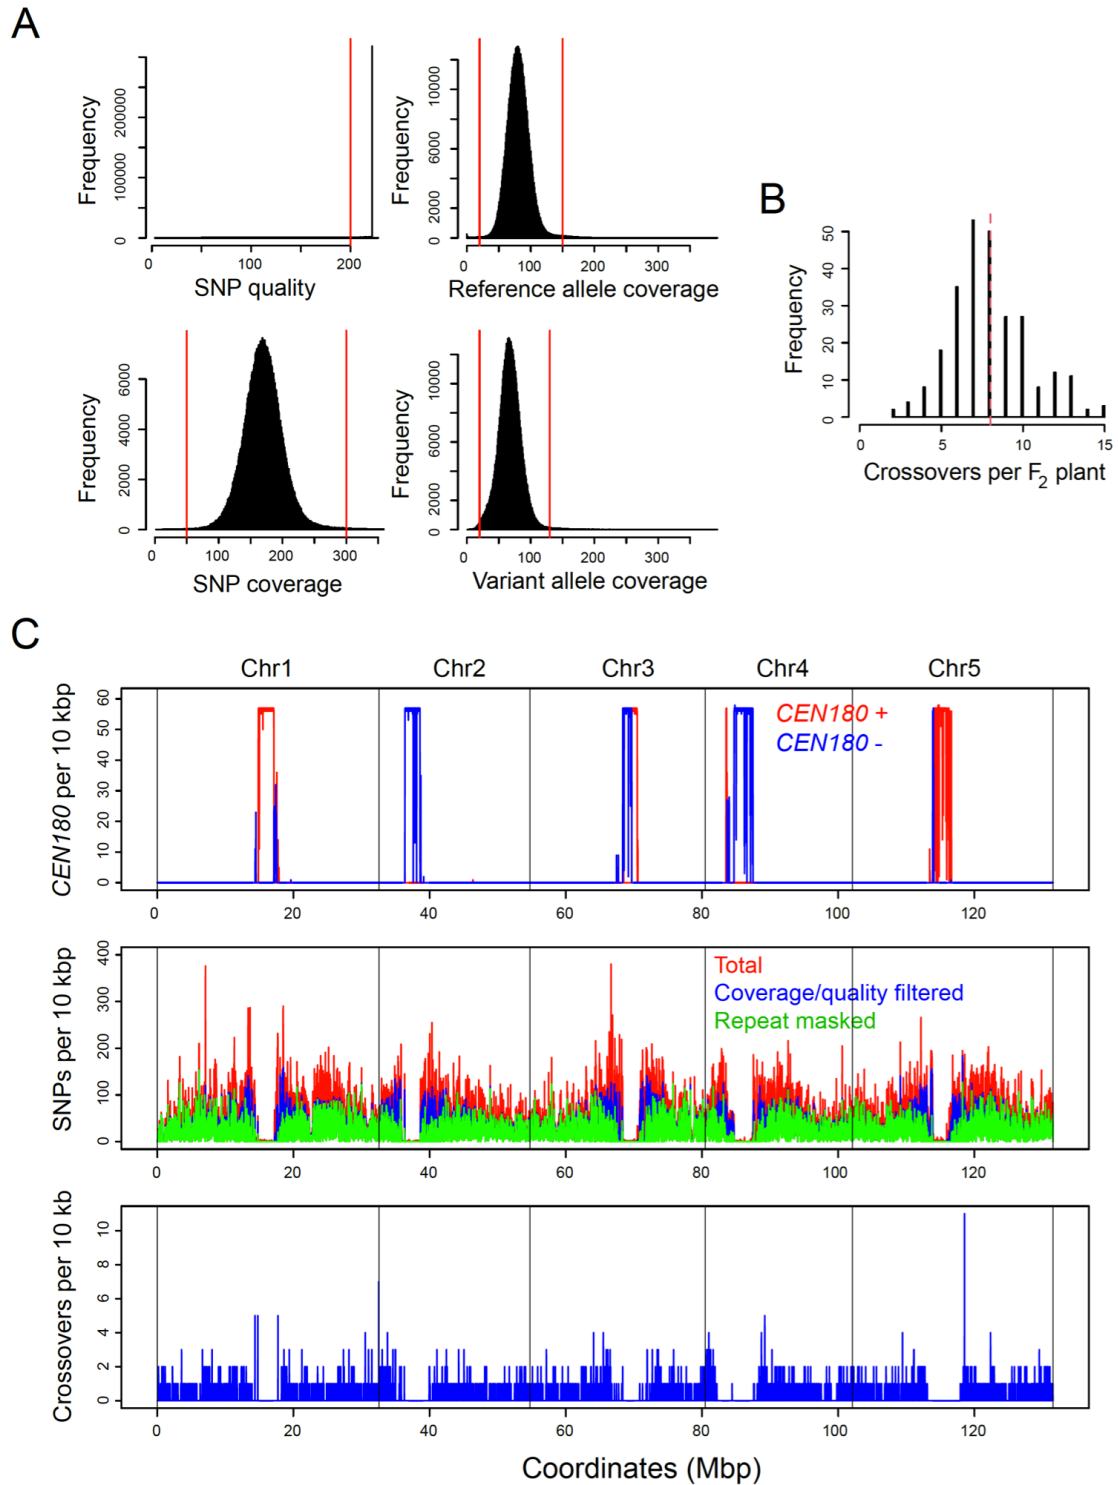 A
Frequency
0
100000
200000
0
100
200
SNP quality
Frequency
0
2000
6000
10000
0
100
200
300
Reference allele coverage
Frequency
0
2000
4000
6000
0
100
200
300
SNP coverage
Frequency
0
2000
6000
10000
0
100
200
300
Variant allele coverage
B
Frequency
0
10
20
30
40
50
0
5
10
15
Crossovers per F2 plant
C
Chr1 Chr2 Chr3 Chr4 Chr5
CEN180 per 10 kbp
0
10
20
30
40
50
60
CEN180 +
CEN180 -
0 20 40 60 80 100 120
SNPs per 10 kbp
0
100
200
300
400
Total
Coverage/quality filtered
Repeat masked
0 20 40 60 80 100 120
Crossovers per 10 kb
0
2
4
6
8
10
0 20 40 60 80 100 120
Coordinates (Mbp)